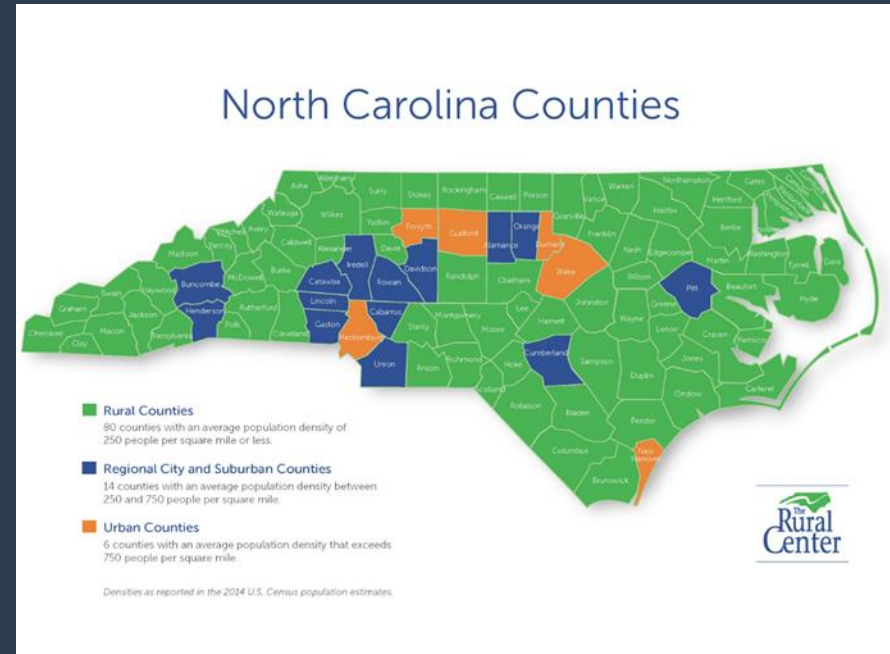 North Carolina Counties
Ashe
Alleghany
Surry
Stokes
Rockingham
Caswell
Person
Vance
Warren
Northampton
Gates
Hertford
Halifax
Granville
Watauga
Wilkes
Yadkin
Forsyth
Guilford
Alamance
Orange
Durham
Franklin
Bertie
Mitchell
Avery
Caldwell
Alexander
Davie
Nash
Edgecombe
Martin
Washington
Tyrrell
Dare
Madison
Yancey
Iredell
Davidson
Randolph
Chatham
Wake
Wilson
Buncombe
McDowell
Burke
Catawba
Rowan
Pitt
Beaufort
Hyde
Haywood
Swain
Graham
Jackson
Henderson
Rutherford
Lincoln
Cabarrus
Montgomery
Lee
Johnston
Greene
Wayne
Cherokee
Macon
Clay
Transylvania
Polk
Cleveland
Gaston
Mecklenburg
Stanly
Moore
Harnett
Lenoir
Craven
Pamlico
Union
Anson
Richmond
Hoke
Cumberland
Sampson
Jones
Duplin
Scotland
Onslow
Carteret
Robeson
Bladen
Pender
Columbus
New
Hanover
Brunswick
Rural Counties
80 counties with an average population density of
250 people per square mile or less.
Regional City and Suburban Counties
14 counties with an average population density between
250 and 750 people per square mile.
Urban Counties
6 counties with an average population density that exceeds
750 people per square mile.
Densities as reported in the 2014 U.S. Census population estimates.
The
Rural
Center